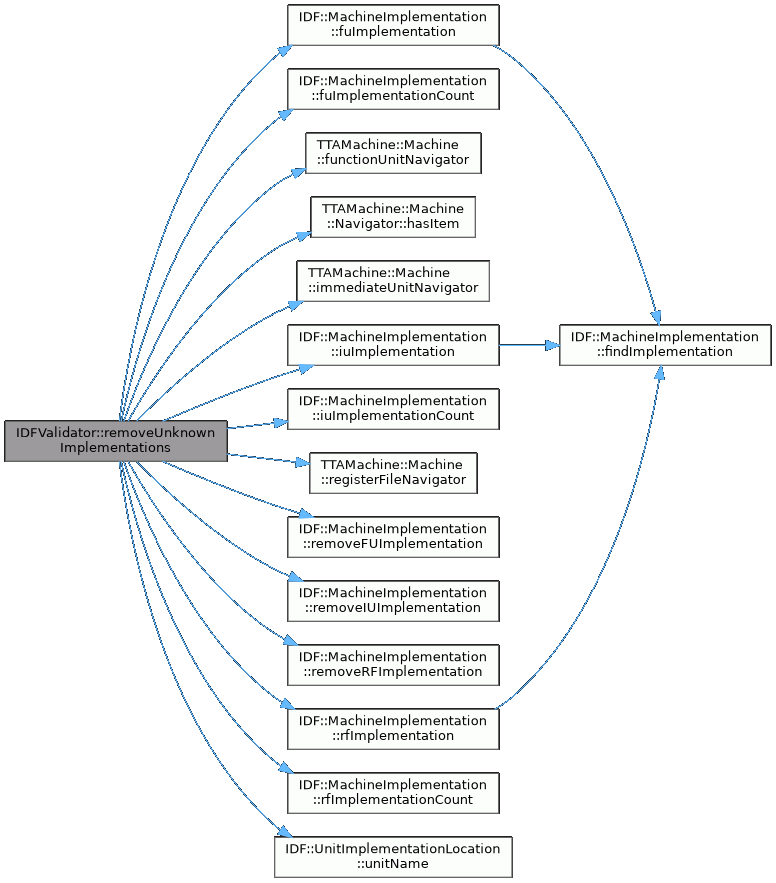 IDFValidator::removeUnknown
Implementations
IDF::MachineImplementation
::fuImplementation
IDF::MachineImplementation
::fuImplementationCount
TTAMachine::Machine
::functionUnitNavigator
TTAMachine::Machine
::Navigator::hasItem
TTAMachine::Machine
::immediateUnitNavigator
IDF::MachineImplementation
::iuImplementation
IDF::MachineImplementation
::iuImplementationCount
TTAMachine::Machine
::registerFileNavigator
IDF::MachineImplementation
::removeFUImplementation
IDF::MachineImplementation
::removeIUImplementation
IDF::MachineImplementation
::removeRFImplementation
IDF::MachineImplementation
::rfImplementation
IDF::MachineImplementation
::rfImplementationCount
IDF::UnitImplementationLocation
::unitName
IDF::MachineImplementation
::findImplementation